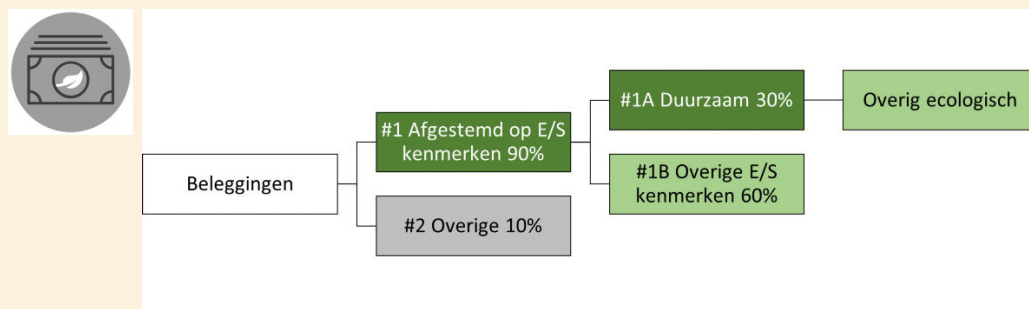 Beleggingen
#1 Afgestemd op E/S
kenmerken 90%
#2 Overige 10%
#1A Duurzaam 30%
#1B Overige E/S
kenmerken 60%
Overig ecologisch